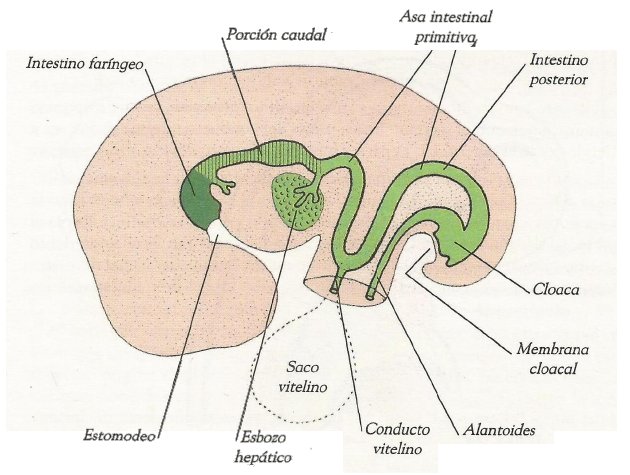 Asa intestinal
primitiva
Porción caudal
Intestino faríngeo
Intestino
posterior
Cloaca
Membrana
cloacal
Saco
vitelino
Estomodeo
Esbozo
hepático
Conducto
vitelino
Alantoides